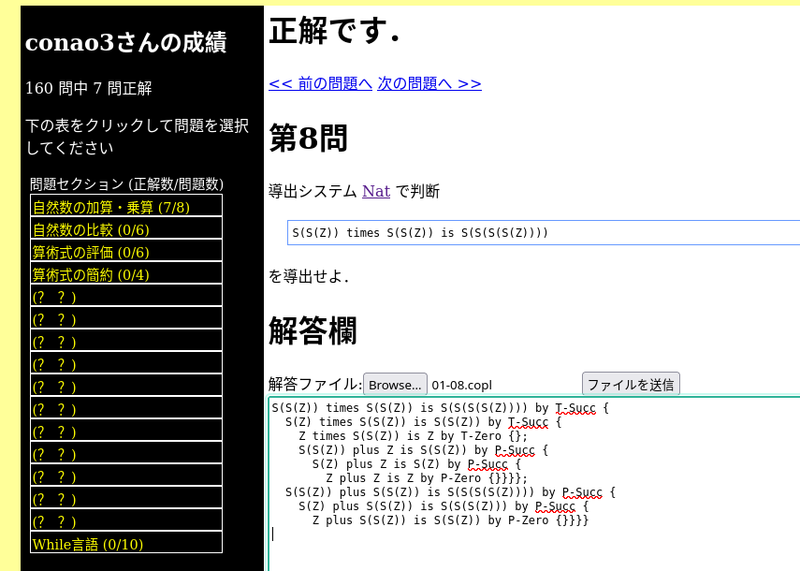 conao3さんの成績
160 問中 7 問正解
下の表をクリックして問題を選択
してください
問題セクション (正解数/問題数)
自然数の加算・乗算 (7/8)
自然数の比較 (0/6)
算術式の評価 (0/6)
算術式の簡約 (0/4)
(? ? )
(? ? )
(? ? )
(? ? )
(? ? )
(? ? )
(? ? )
(? ? )
(? ? )
(? ? )
(? ? )
While言語 (0/10)
正解です.
<< 前の問題へ 次の問題へ >>
第8問
導出システム Nat で判断
S(S(Z)) times S(S(Z)) is S(S(S(S(Z))))
を導出せよ.
解答欄
解答ファイル: Browse... 01-08.copl ファイルを送信
S(S(Z)) times S(S(Z)) is S(S(S(S(Z)))) by T-Succ {
  S(Z) times S(S(Z)) is S(S(Z)) by T-Succ {
    Z times S(S(Z)) is Z by T-Zero {};
    S(S(Z)) plus Z is S(S(Z)) by P-Succ {
      S(Z) plus Z is S(Z) by P-Succ {
        Z plus Z is Z by P-Zero {}}}};
  S(S(Z)) plus S(S(Z)) is S(S(S(S(Z)))) by P-Succ {
    S(Z) plus S(S(Z)) is S(S(S(Z))) by P-Succ {
      Z plus S(S(Z)) is S(S(Z)) by P-Zero {}}}}